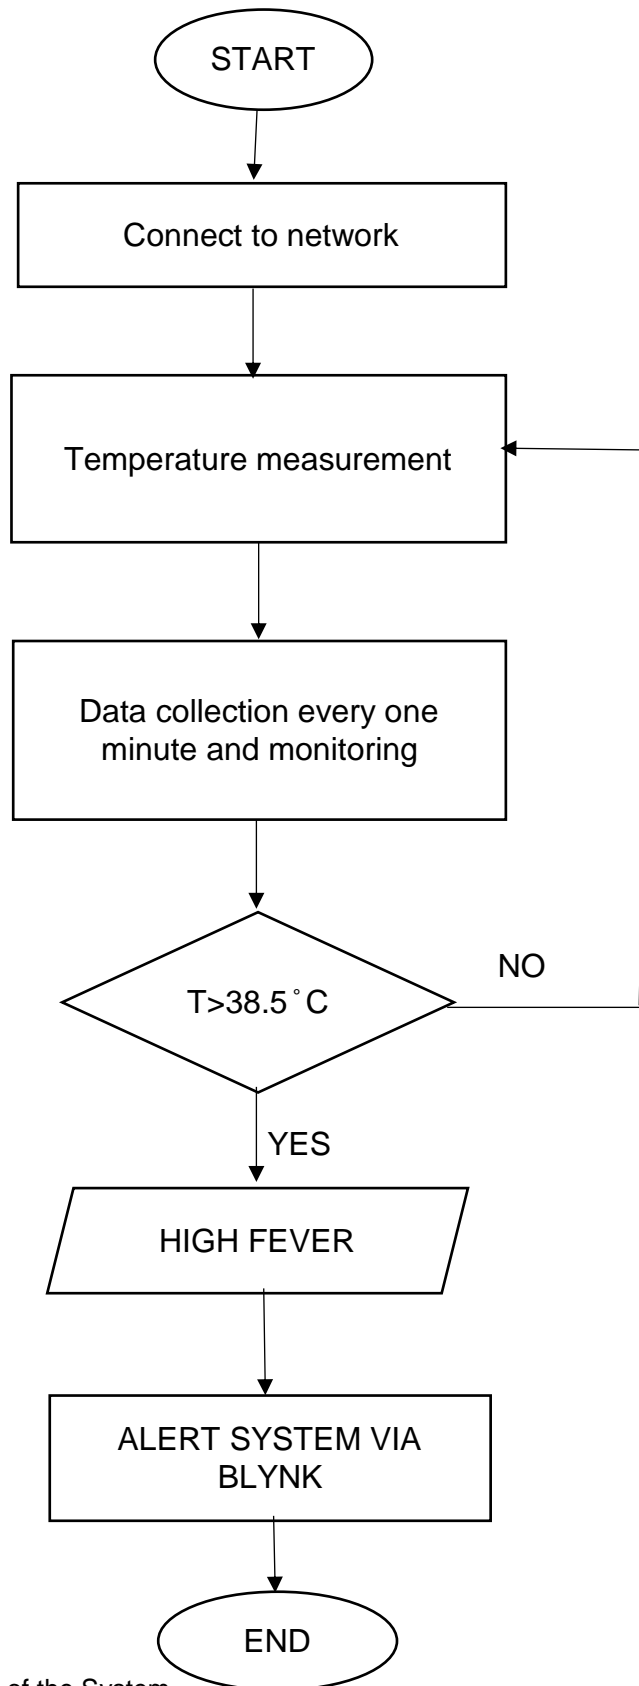 START
Connect to network
Temperature measurement
Data collection every one
minute and monitoring
T>38.5°C
NO
YES
HIGH FEVER
ALERT SYSTEM VIA
BLYNK
END
of the System